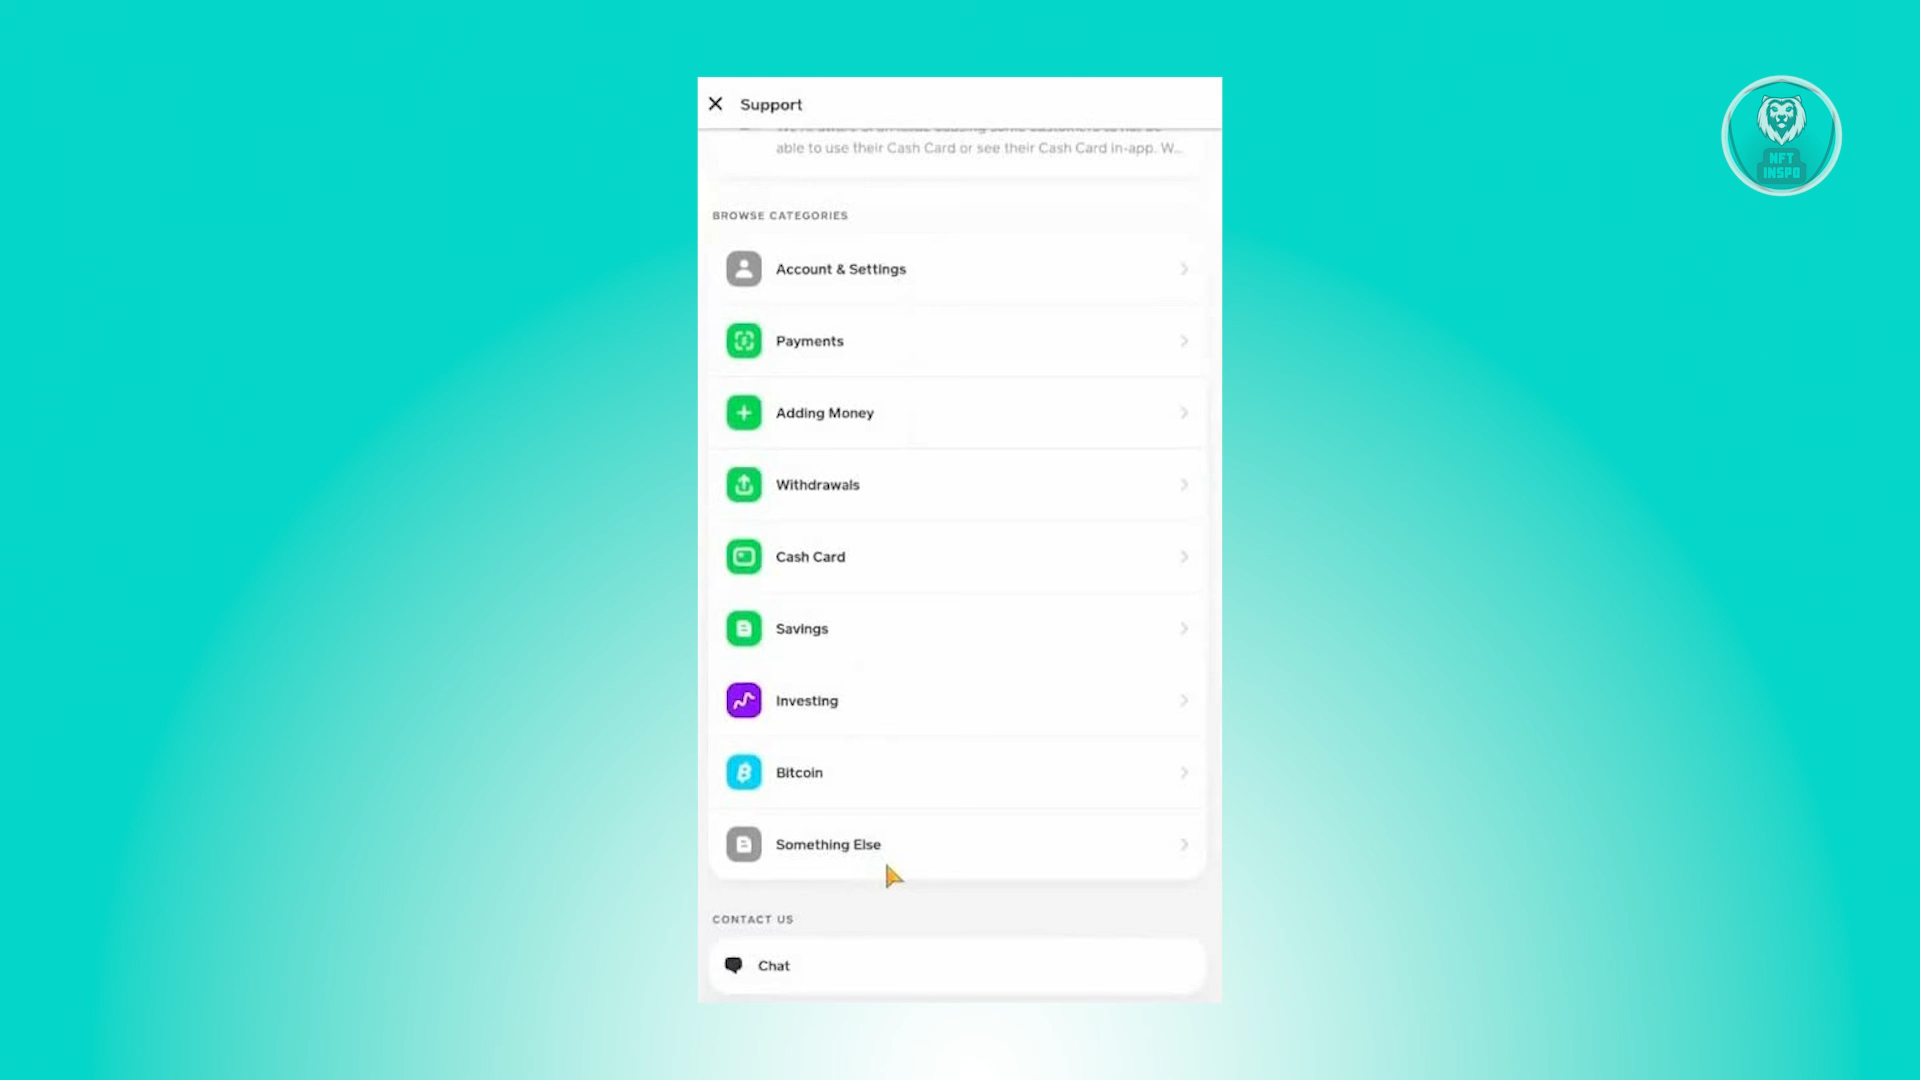 Support
able to use their Cash Card or see their Cash Card in-app. W...
BROWSE CATEGORIES
Account & Settings
Payments
Adding Money
Withdrawals
Cash Card
Savings
Investing
Bitcoin
Something Else
CONTACT US
Chat
NFT
INSPO